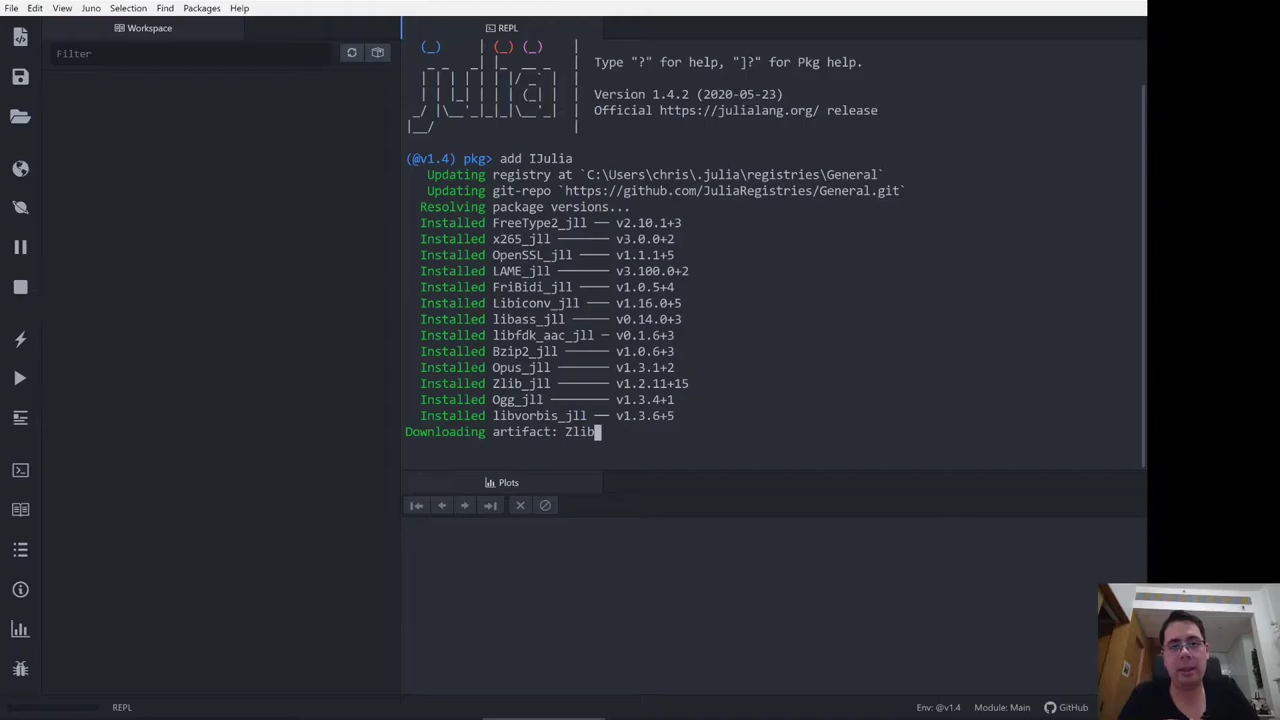 File Edit View Juno Selection Find Packages Help
Workspace
REPL
Filter
Type "?" for help, "]?" for Pkg help.
Version 1.4.2 (2020-05-23)
Official https://julialang.org/ release
(@v1.4) pkg> add IJulia
Updating registry at `C:\Users\chris\.julia\registries\General`
Updating git-repo `https://github.com/JuliaRegistries/General.git`
Resolving package versions...
Installed FreeType2_jll ── v2.10.1+3
Installed x265_jll ─────── v3.0.0+2
Installed OpenSSL_jll ──── v1.1.1+5
Installed LAME_jll ─────── v3.100.0+2
Installed FriBidi_jll ──── v1.0.5+4
Installed Libiconv_jll ─── v1.16.0+5
Installed libass_jll ───── v0.14.0+3
Installed libfdk_aac_jll ─ v0.1.6+3
Installed Bzip2_jll ────── v1.0.6+3
Installed Opus_jll ─────── v1.3.1+2
Installed Zlib_jll ─────── v1.2.11+15
Installed Ogg_jll ──────── v1.3.4+1
Installed libvorbis_jll ── v1.3.6+5
Downloading artifact: Zlib
Plots
REPL
Env: @v1.4 Module: Main GitHub